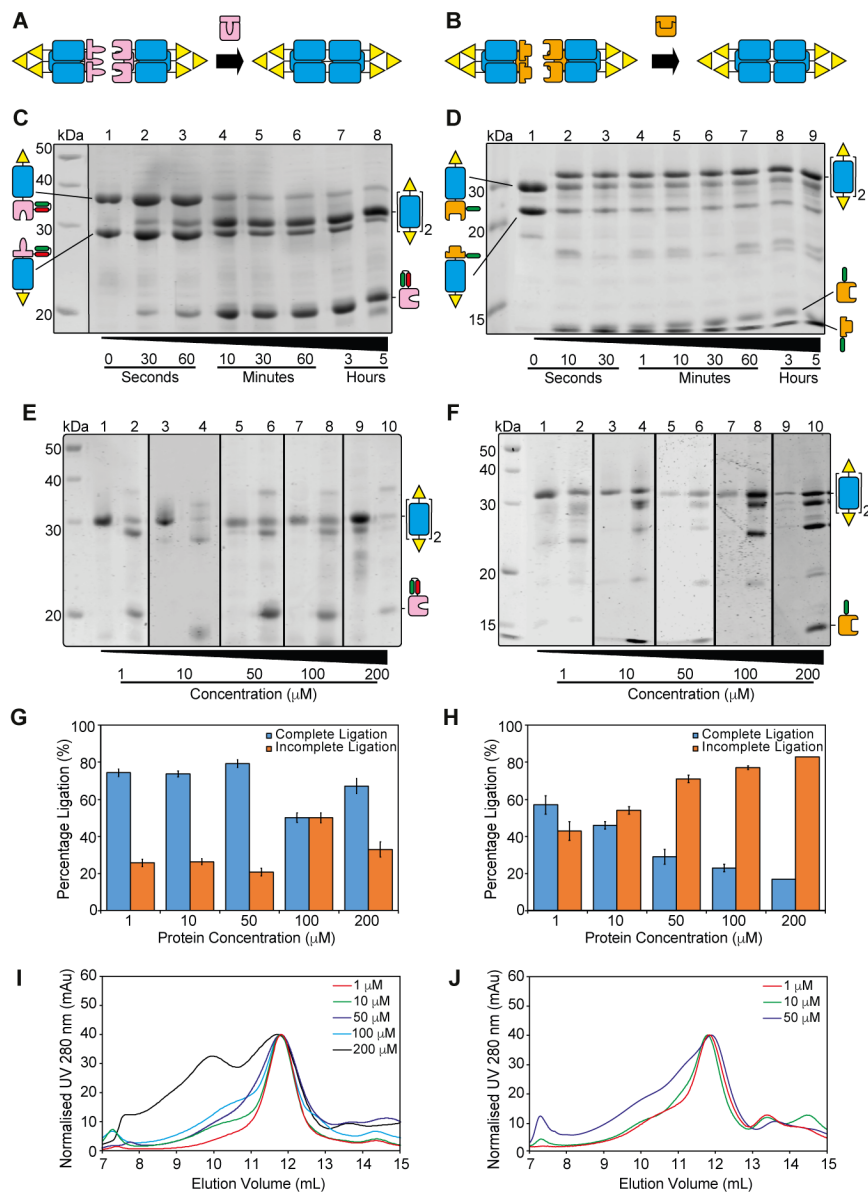 A
B
C
kDa 1 2 3 4 5 6 7 8
50
40
30
20
2
0 30 60 10 30 60 3 5
Seconds Minutes Hours
D
kDa 1 2 3 4 5 6 7 8 9
30
20
15
2
0 10 30 1 10 30 60 3 5
Seconds Minutes Hours
E
kDa 1 2 3 4 5 6 7 8 9 10
50
40
30
20
2
1 10 50 100 200
Concentration (μM)
F
kDa 1 2 3 4 5 6 7 8 9 10
50
40
30
20
15
2
1 10 50 100 200
Concentration (μM)
G
Percentage Ligation (%)
100
80
60
40
20
0
Complete Ligation
Incomplete Ligation
1 10 50 100 200
Protein Concentration (μM)
H
Percentage Ligation (%)
100
80
60
40
20
0
Complete Ligation
Incomplete Ligation
1 10 50 100 200
Protein Concentration (μM)
I
Normalised UV 280 nm (mAu)
60
50
40
30
20
10
0
1 μM
10 μM
50 μM
100 μM
200 μM
7 8 9 10 11 12 13 14 15
Elution Volume (mL)
J
Normalised UV 280 nm (mAu)
60
50
40
30
20
10
0
1 μM
10 μM
50 μM
7 8 9 10 11 12 13 14 15
Elution Volume (mL)